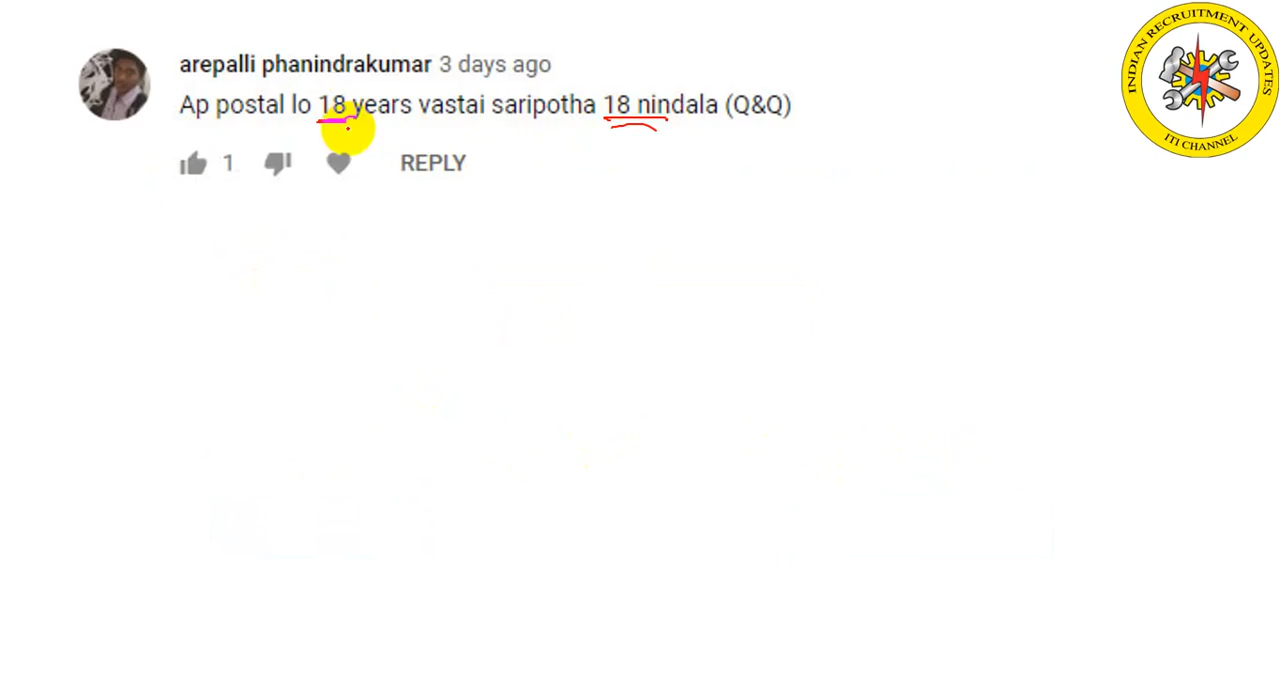 arepalli phanindrakumar 3 days ago
Ap postal lo 18 years vastai saripotha 18 nindala (Q&Q)
1 REPLY
INDIAN RECRUITMENT UPDATES
ITI CHANNEL